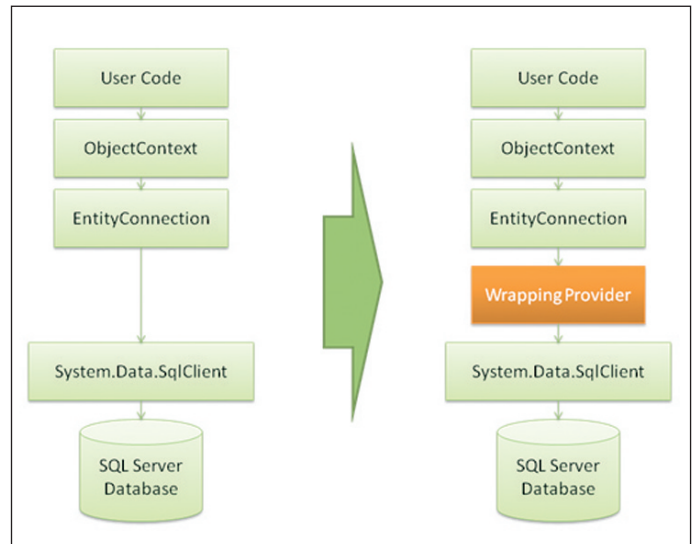 User Code
ObjectContext
EntityConnection
System.Data.SqlClient
SQL Server
Database
User Code
ObjectContext
EntityConnection
Wrapping Provider
System.Data.SqlClient
SQL Server
Database